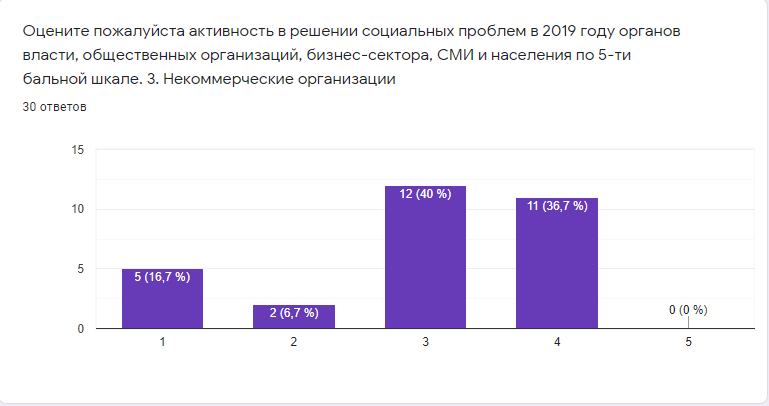 Оцените пожалуйста активность в решении социальных проблем в 2019 году органов
власти, общественных организаций, бизнес-сектора, СМИ и населения по 5-ти
бальной шкале. 3. Некоммерческие организации
30 ответов
15
10
5
0
5 (16,7 %)
2 (6,7 %)
12 (40 %)
11 (36,7 %)
0 (0 %)
1
2
3
4
5